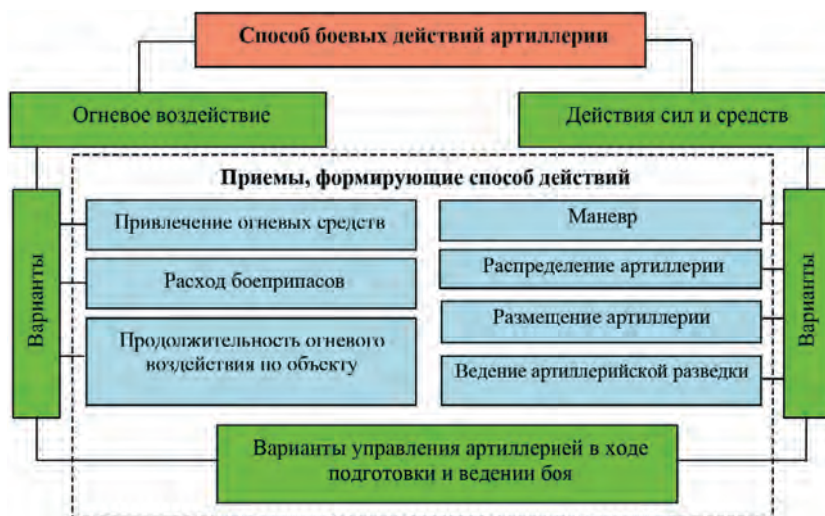 Способ боевых действий артиллерии
Огневое воздействие
Действия сил и средств
Приемы, формирующие способ действий
Варианты
Привлечение огневых средств
Расход боеприпасов
Продолжительность огневого
воздействия по объекту
Маневр
Распределение артиллерии
Размещение артиллерии
Ведение артиллерийской разведки
Варианты
Варианты управления артиллерией в ходе
подготовки и ведении боя